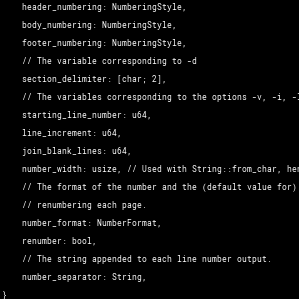 header_numbering: NumberingStyle,
body_numbering: NumberingStyle,
footer_numbering: NumberingStyle,
// The variable corresponding to -d
section_delimiter: [char; 2],
// The variables corresponding to the options -v, -i, -l
starting_line_number: u64,
line_increment: u64,
join_blank_lines: u64,
number_width: usize, // Used with String::from_char, hen
// The format of the number and the (default value for)
// renumbering each page.
number_format: NumberFormat,
renumber: bool,
// The string appended to each line number output.
number_separator: String,
}